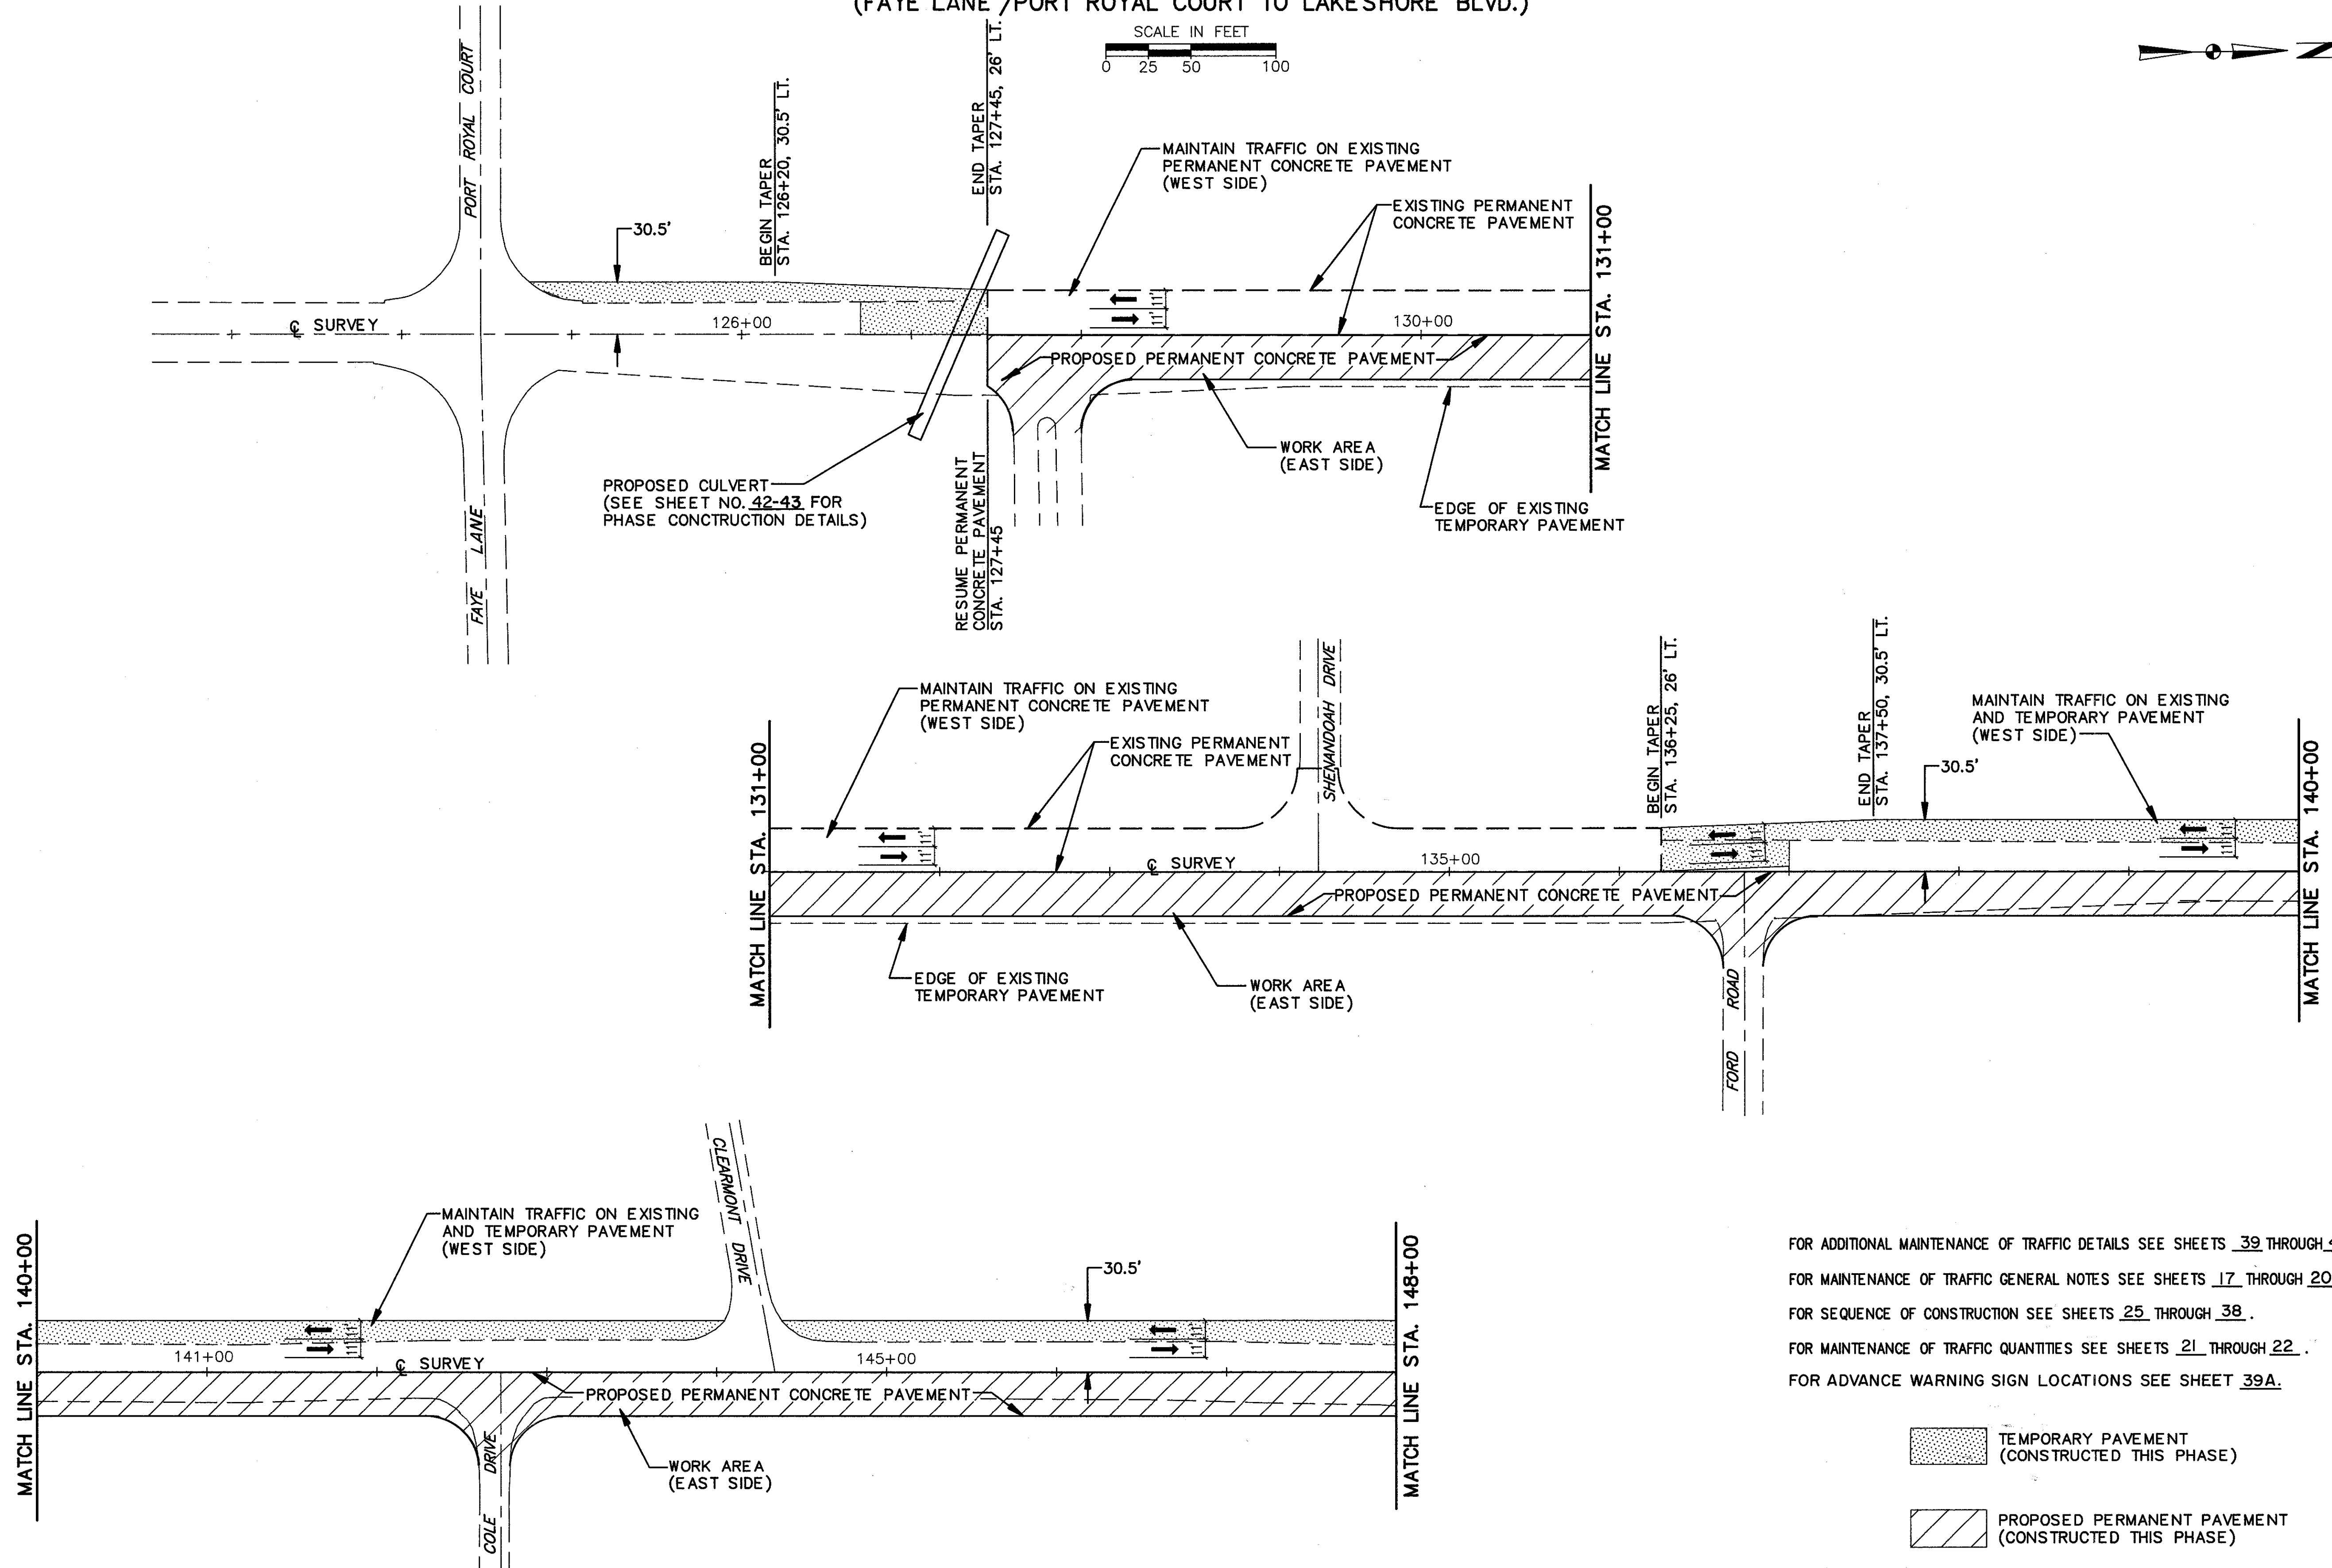 (FAYE LANE / PORT ROYAL COURT TO LAKESHORE BLVD.)
SCALE IN FEET
0 25 50 100
N
PORT ROYAL COURT
BEGIN TAPER
STA. 126+20, 30.5' LT.
END TAPER
STA. 127+45, 26' LT.
MAINTAIN TRAFFIC ON EXISTING
PERMANENT CONCRETE PAVEMENT
(WEST SIDE)
EXISTING PERMANENT
CONCRETE PAVEMENT
MATCH LINE STA. 131+00
30.5'
℄ SURVEY
126+00
11'
11'
130+00
PROPOSED PERMANENT CONCRETE PAVEMENT
WORK AREA
(EAST SIDE)
PROPOSED CULVERT
(SEE SHEET NO. 42-43 FOR
PHASE CONCTRUCTION DETAILS)
EDGE OF EXISTING
TEMPORARY PAVEMENT
FAYE LANE
RESUME PERMANENT
CONCRETE PAVEMENT
STA. 127+45
MATCH LINE STA. 131+00
MAINTAIN TRAFFIC ON EXISTING
PERMANENT CONCRETE PAVEMENT
(WEST SIDE)
EXISTING PERMANENT
CONCRETE PAVEMENT
SHENANDOAH DRIVE
BEGIN TAPER
STA. 136+25, 26' LT.
END TAPER
STA. 137+50, 30.5' LT.
MAINTAIN TRAFFIC ON EXISTING
AND TEMPORARY PAVEMENT
(WEST SIDE)
30.5'
MATCH LINE STA. 140+00
11'
11'
11'
11'
11'
11'
℄ SURVEY
135+00
PROPOSED PERMANENT CONCRETE PAVEMENT
EDGE OF EXISTING
TEMPORARY PAVEMENT
WORK AREA
(EAST SIDE)
FORD ROAD
MATCH LINE STA. 140+00
MAINTAIN TRAFFIC ON EXISTING
AND TEMPORARY PAVEMENT
(WEST SIDE)
CLEARMONT DRIVE
30.5'
MATCH LINE STA. 148+00
11'
11'
11'
11'
141+00
℄ SURVEY
145+00
PROPOSED PERMANENT CONCRETE PAVEMENT
WORK AREA
(EAST SIDE)
COLE DRIVE
FOR ADDITIONAL MAINTENANCE OF TRAFFIC DETAILS SEE SHEETS 39 THROUGH
FOR MAINTENANCE OF TRAFFIC GENERAL NOTES SEE SHEETS 17 THROUGH 20
FOR SEQUENCE OF CONSTRUCTION SEE SHEETS 25 THROUGH 38 .
FOR MAINTENANCE OF TRAFFIC QUANTITIES SEE SHEETS 21 THROUGH 22 .
FOR ADVANCE WARNING SIGN LOCATIONS SEE SHEET 39A.
TEMPORARY PAVEMENT
(CONSTRUCTED THIS PHASE)
PROPOSED PERMANENT PAVEMENT
(CONSTRUCTED THIS PHASE)